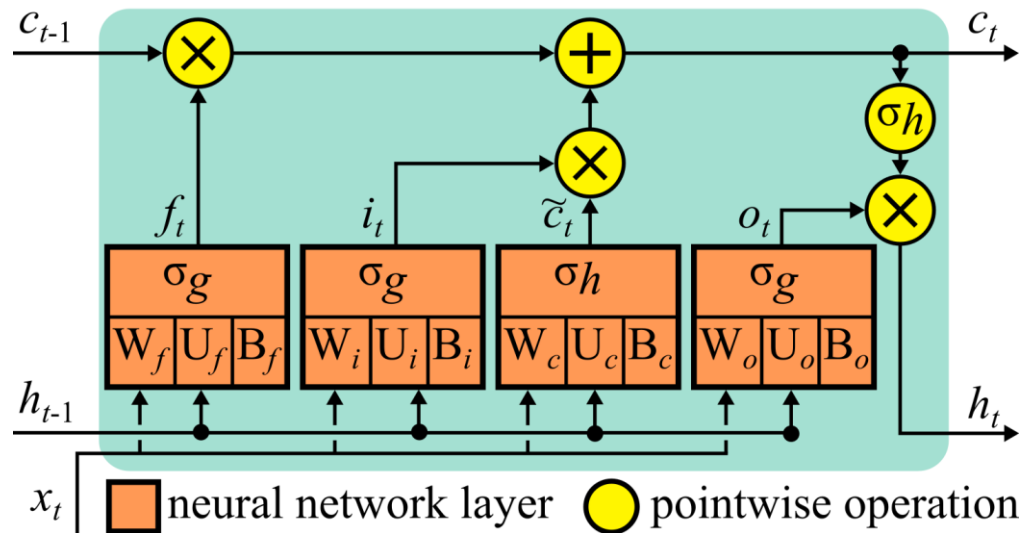 c_{t-1} × + c_t
σ_h
×
f_t i_t c̃_t o_t ×
σ_g σ_g σ_h σ_g
W_f U_f B_f W_i U_i B_i W_c U_c B_c W_o U_o B_o
h_{t-1} h_t
x_t neural network layer pointwise operation